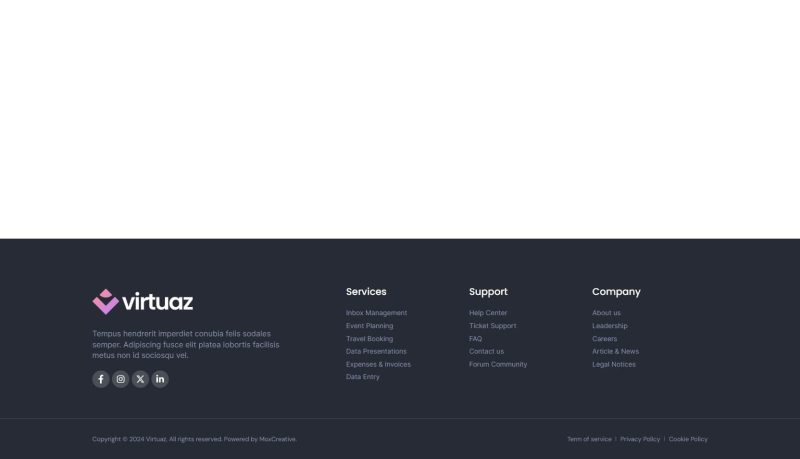 virtuaz
Tempus hendrerit imperdiet conubia felis sodales
semper. Adipiscing fusce elit platea lobortis facilisis
metus non id sociosqu vel.
Services
Inbox Management
Event Planning
Travel Booking
Data Presentations
Expenses & Invoices
Data Entry
Support
Help Center
Ticket Support
FAQ
Contact us
Forum Community
Company
About us
Leadership
Careers
Article & News
Legal Notices
Copyright © 2024 Virtuaz, All rights reserved. Powered by MoxCreative.
Term of service | Privacy Policy | Cookie Policy